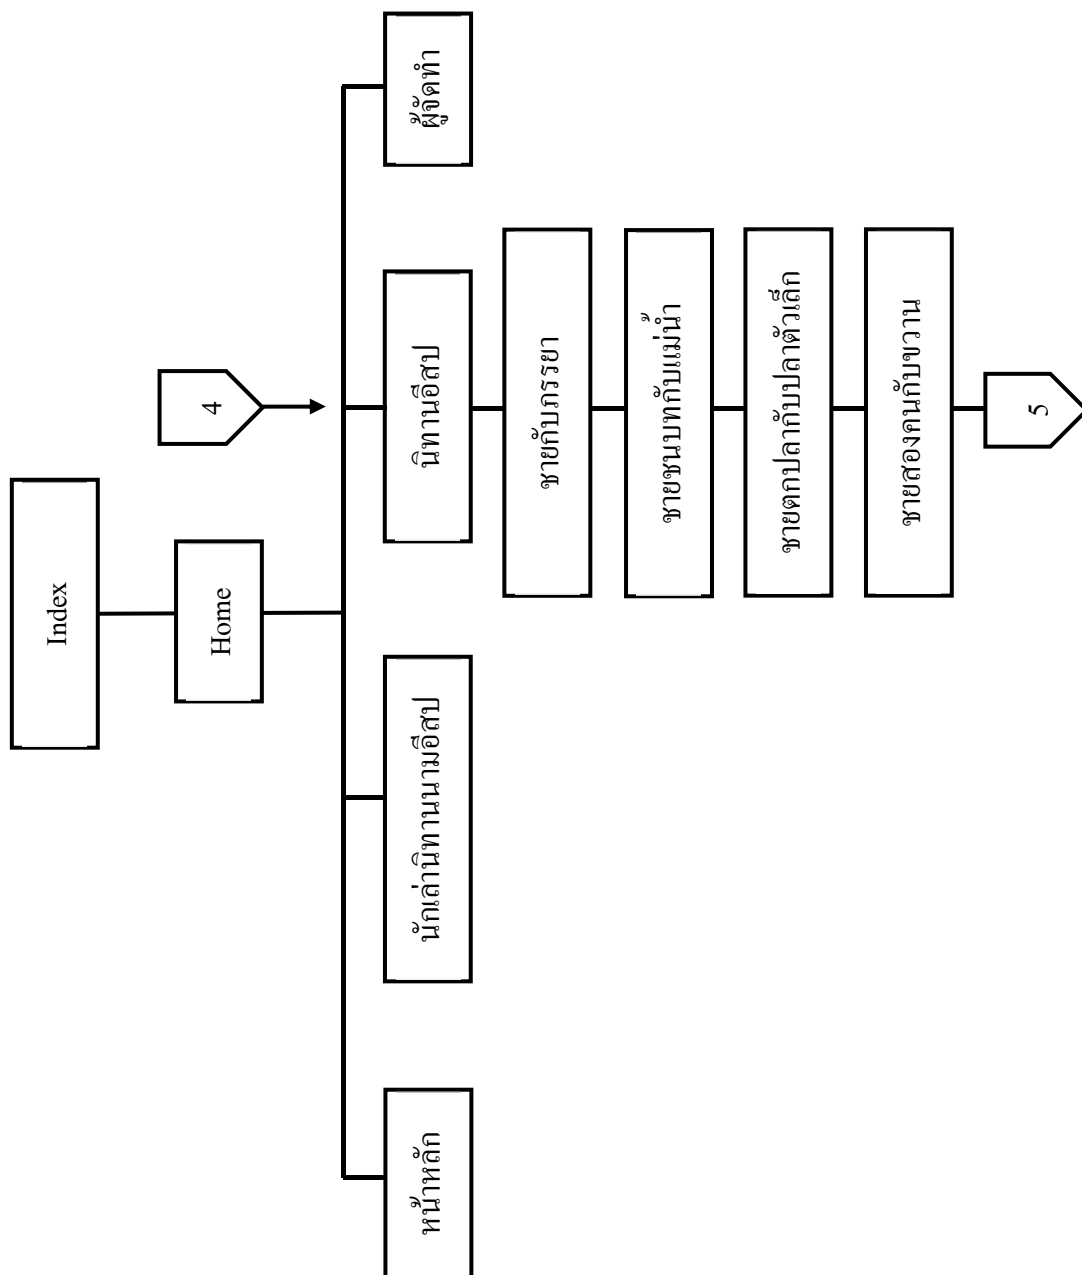 Index
Home
4
หน้าหลัก
นักเล่านิทานนามอีสป
นิทานอีสป
ผู้จัดทำ
ชายกับภรรยา
ชายชนบทกับแม่น้ำ
ชายตกปลากับปลาตัวเล็ก
ชายสองคนกับขวาน
5